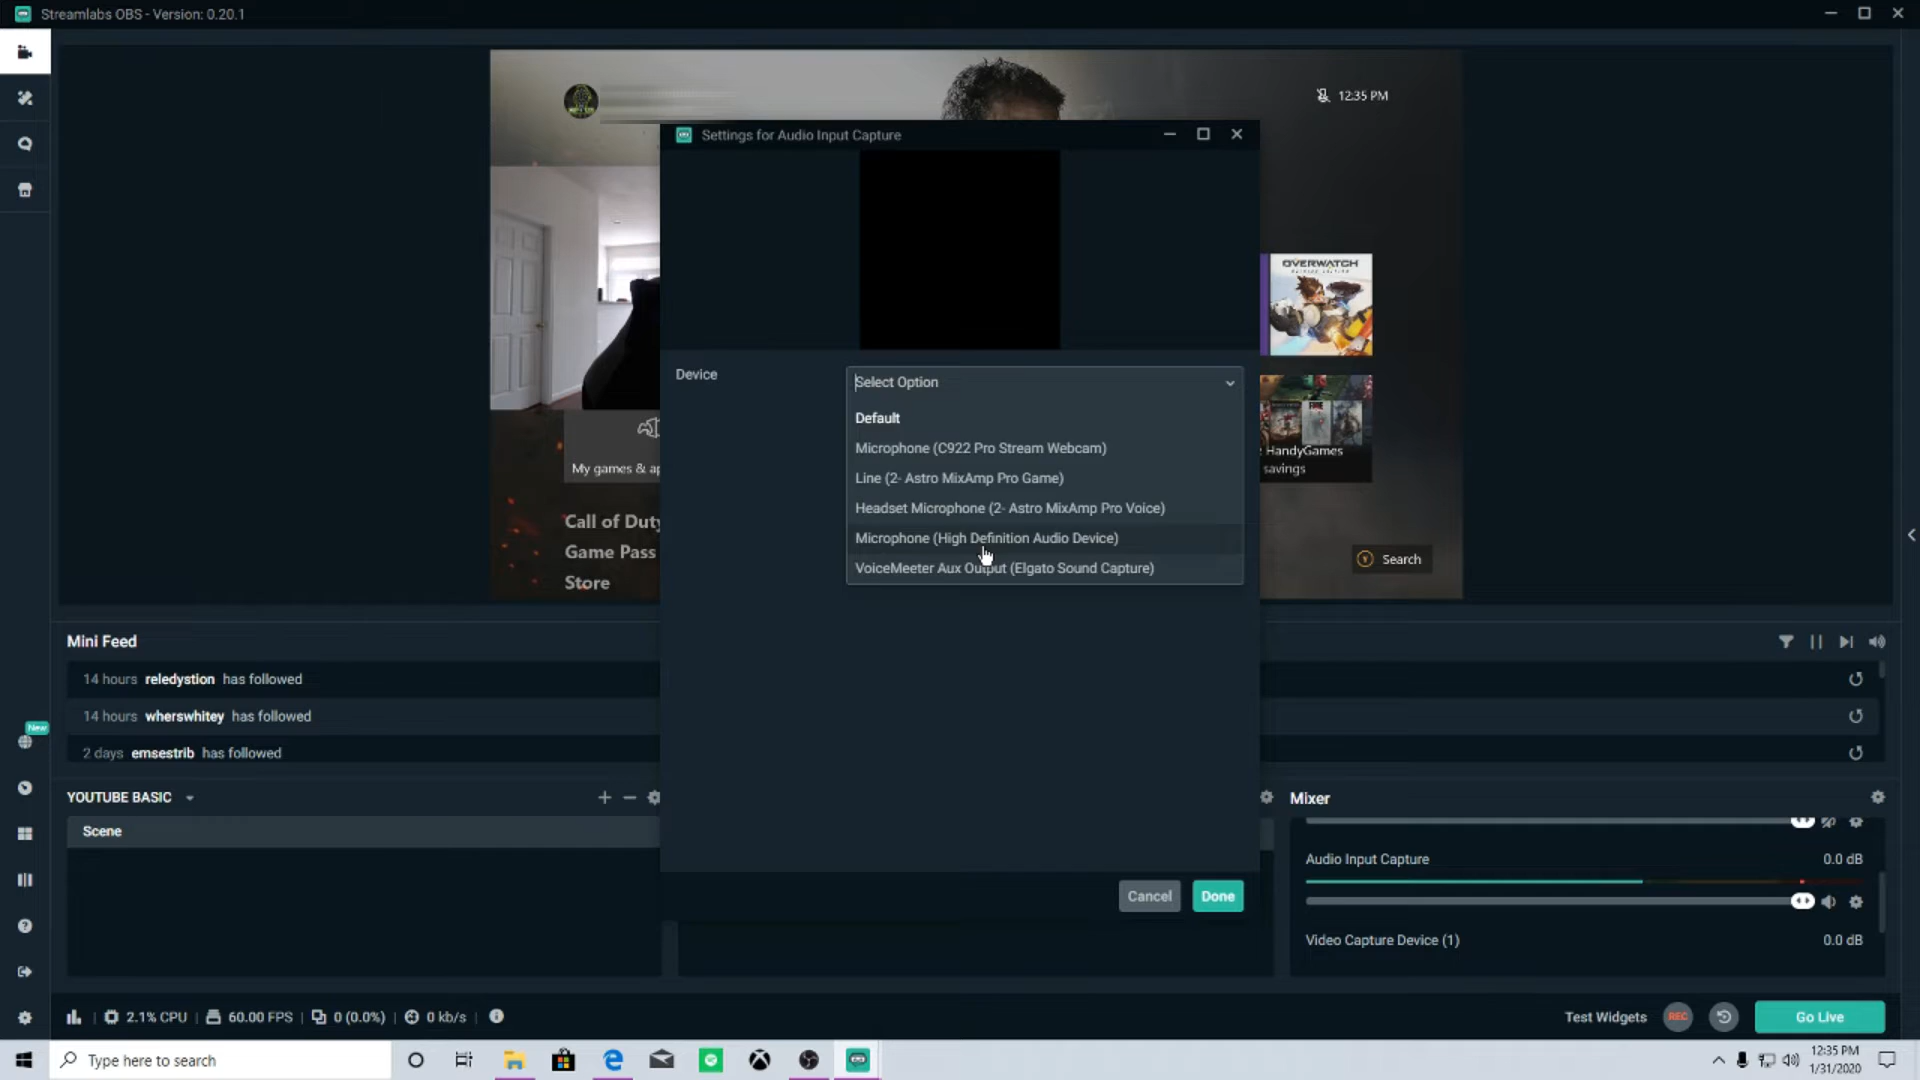 Streamlabs OBS - Version: 0.20.1
12:35 PM
Settings for Audio Input Capture
OVERWATCH
Device
Select Option
Default
Microphone (C922 Pro Stream Webcam)
Line (2- Astro MixAmp Pro Game)
Headset Microphone (2- Astro MixAmp Pro Voice)
Microphone (High Definition Audio Device)
VoiceMeeter Aux Output (Elgato Sound Capture)
My games & ap
HandyGames
savings
Call of Duty
Game Pass
Store
Search
Mini Feed
14 hours reledystion has followed
14 hours wherswhitey has followed
2 days emsestrib has followed
New
YOUTUBE BASIC
Scene
Mixer
Audio Input Capture 0.0 dB
Video Capture Device (1) 0.0 dB
Cancel Done
2.1% CPU 60.00 FPS 0 (0.0%) 0 kb/s
Test Widgets REC Go Live
Type here to search
12:35 PM
1/31/2020